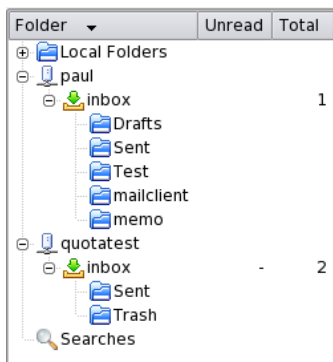 Folder Unread Total
Local Folders
paul
inbox 1
Drafts
Sent
Test
mailclient
memo
quotatest
inbox - 2
Sent
Trash
Searches